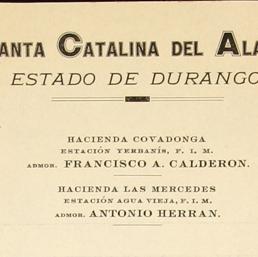 ANTA CATALINA DEL ALA
ESTADO DE DURANGO
HACIENDA COVADONGA
ESTACIÓN YERBANÍS, F. I. M.
ADMOR. FRANCISCO A. CALDERON.
HACIENDA LAS MERCEDES
ESTACIÓN AGUA VIEJA, F. I. M.
ADMOR. ANTONIO HERRAN.